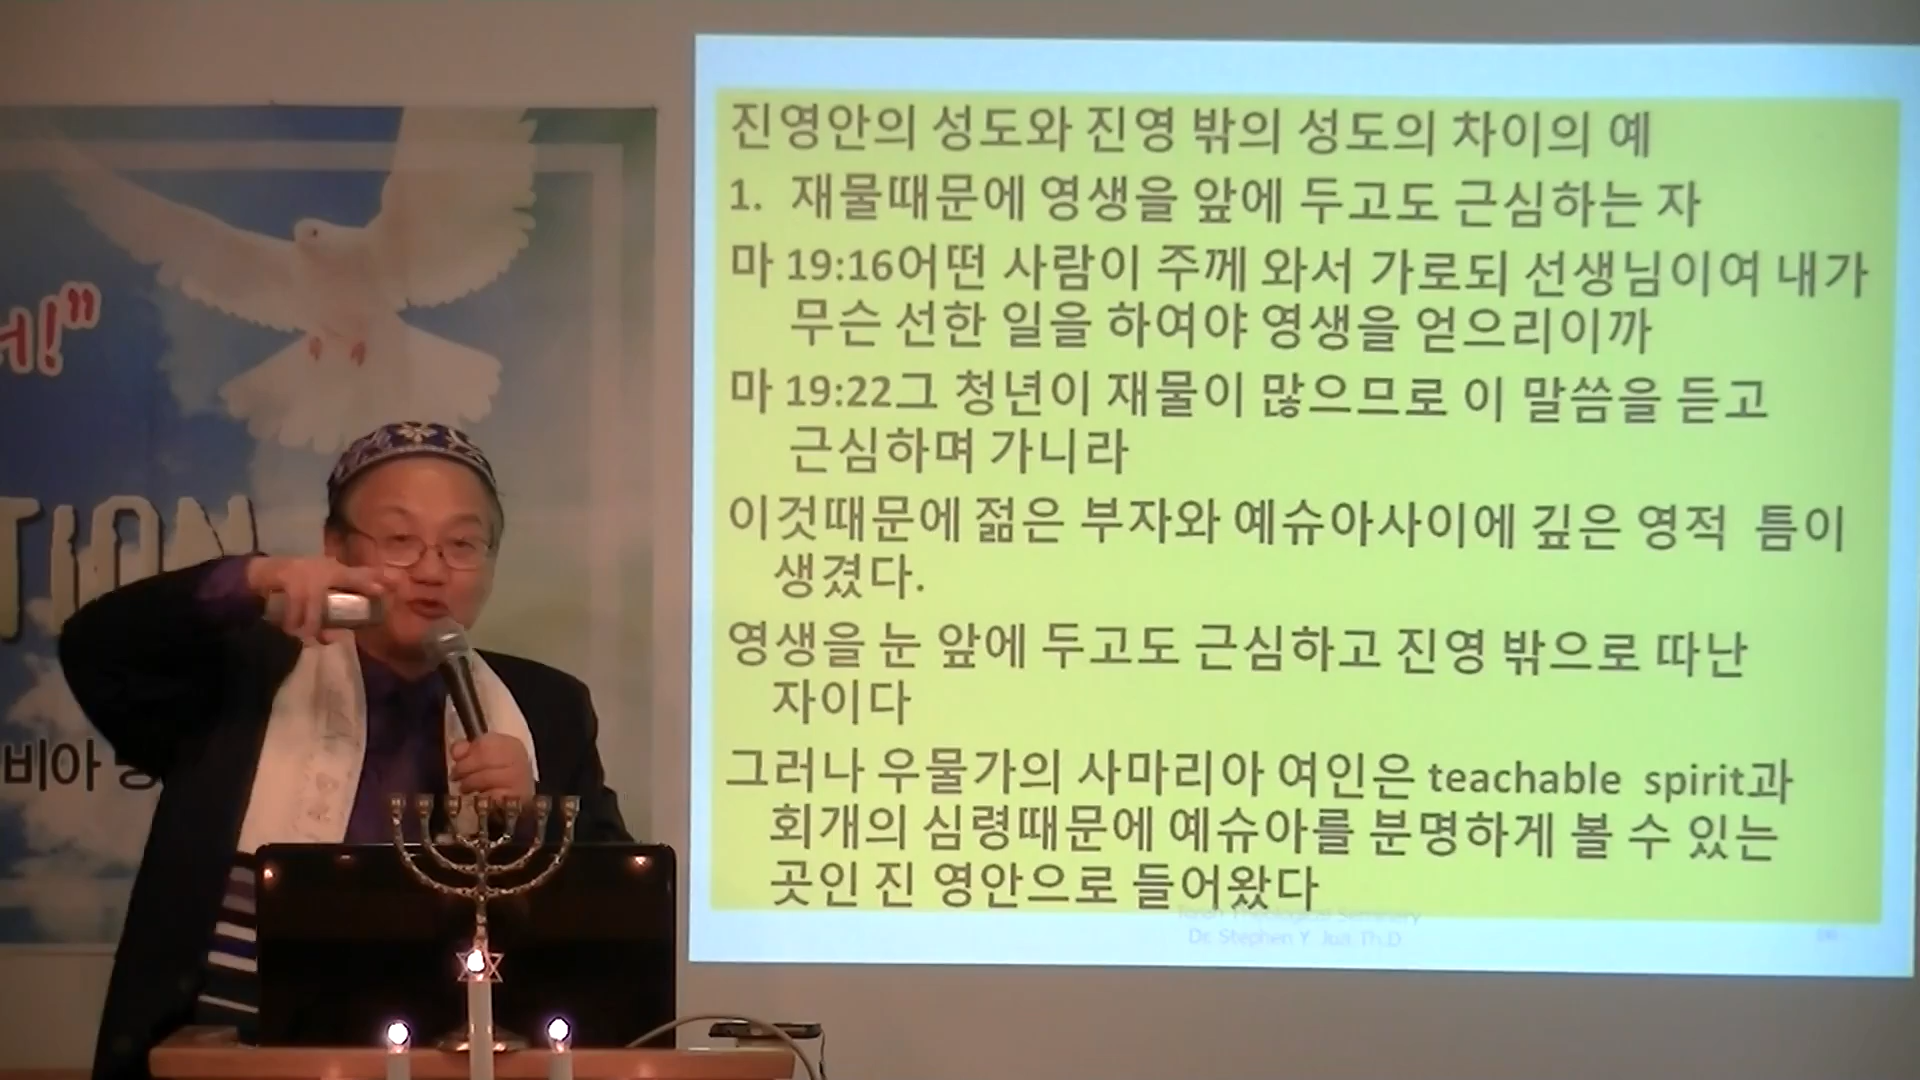 진영안의 성도와 진영 밖의 성도의 차이의 예
1. 재물때문에 영생을 앞에 두고도 근심하는 자
마 19:16어떤 사람이 주께 와서 가로되 선생님이여 내가
무슨 선한 일을 하여야 영생을 얻으리이까
마 19:22그 청년이 재물이 많으므로 이 말씀을 듣고
근심하며 가니라
이것때문에 젊은 부자와 예슈아사이에 깊은 영적 틈이
생겼다.
영생을 눈 앞에 두고도 근심하고 진영 밖으로 따난
자이다
그러나 우물가의 사마리아 여인은 teachable spirit과
회개의 심령때문에 예슈아를 분명하게 볼 수 있는
곳인 진 영안으로 들어왔다
Torah Theological Seminary
Dr. Stephen Y. Jua, Th.D.
어!"
TION
비아